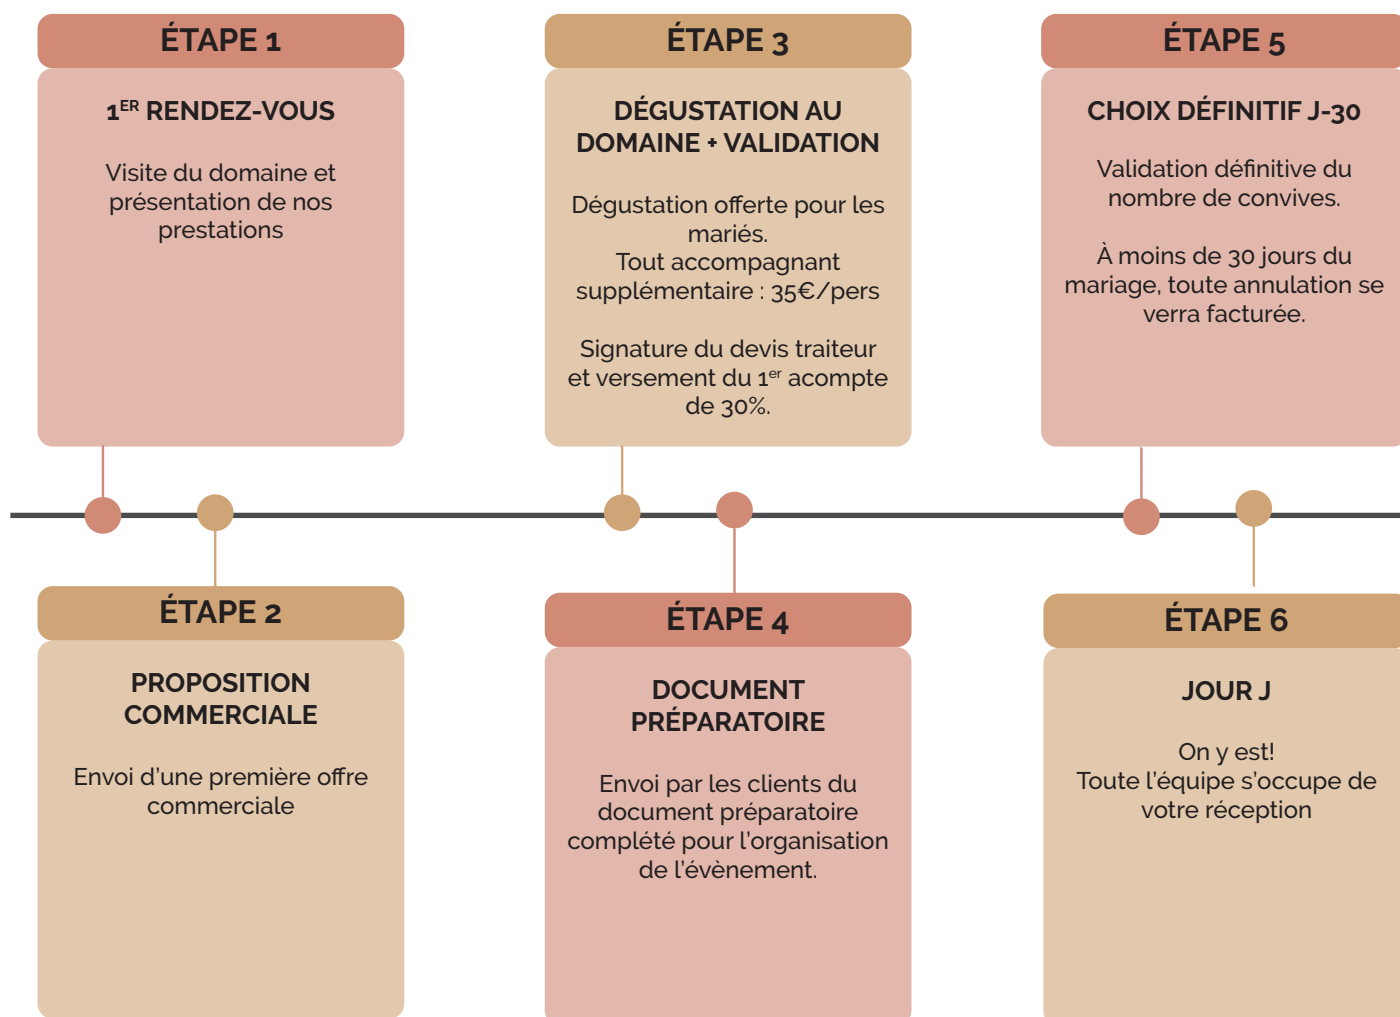 ÉTAPE 1
1ER RENDEZ-VOUS
Visite du domaine et
présentation de nos
prestations
ÉTAPE 2
PROPOSITION
COMMERCIALE
Envoi d’une première offre
commerciale
ÉTAPE 3
DÉGUSTATION AU
DOMAINE + VALIDATION
Dégustation offerte pour les
mariés.
Tout accompagnant
supplémentaire : 35€/pers
Signature du devis traiteur
et versement du 1er acompte
de 30%.
ÉTAPE 4
DOCUMENT
PRÉPARATOIRE
Envoi par les clients du
document préparatoire
complété pour l’organisation
de l’évènement.
ÉTAPE 5
CHOIX DÉFINITIF J-30
Validation définitive du
nombre de convives.
À moins de 30 jours du
mariage, toute annulation se
verra facturée.
ÉTAPE 6
JOUR J
On y est!
Toute l’équipe s’occupe de
votre réception